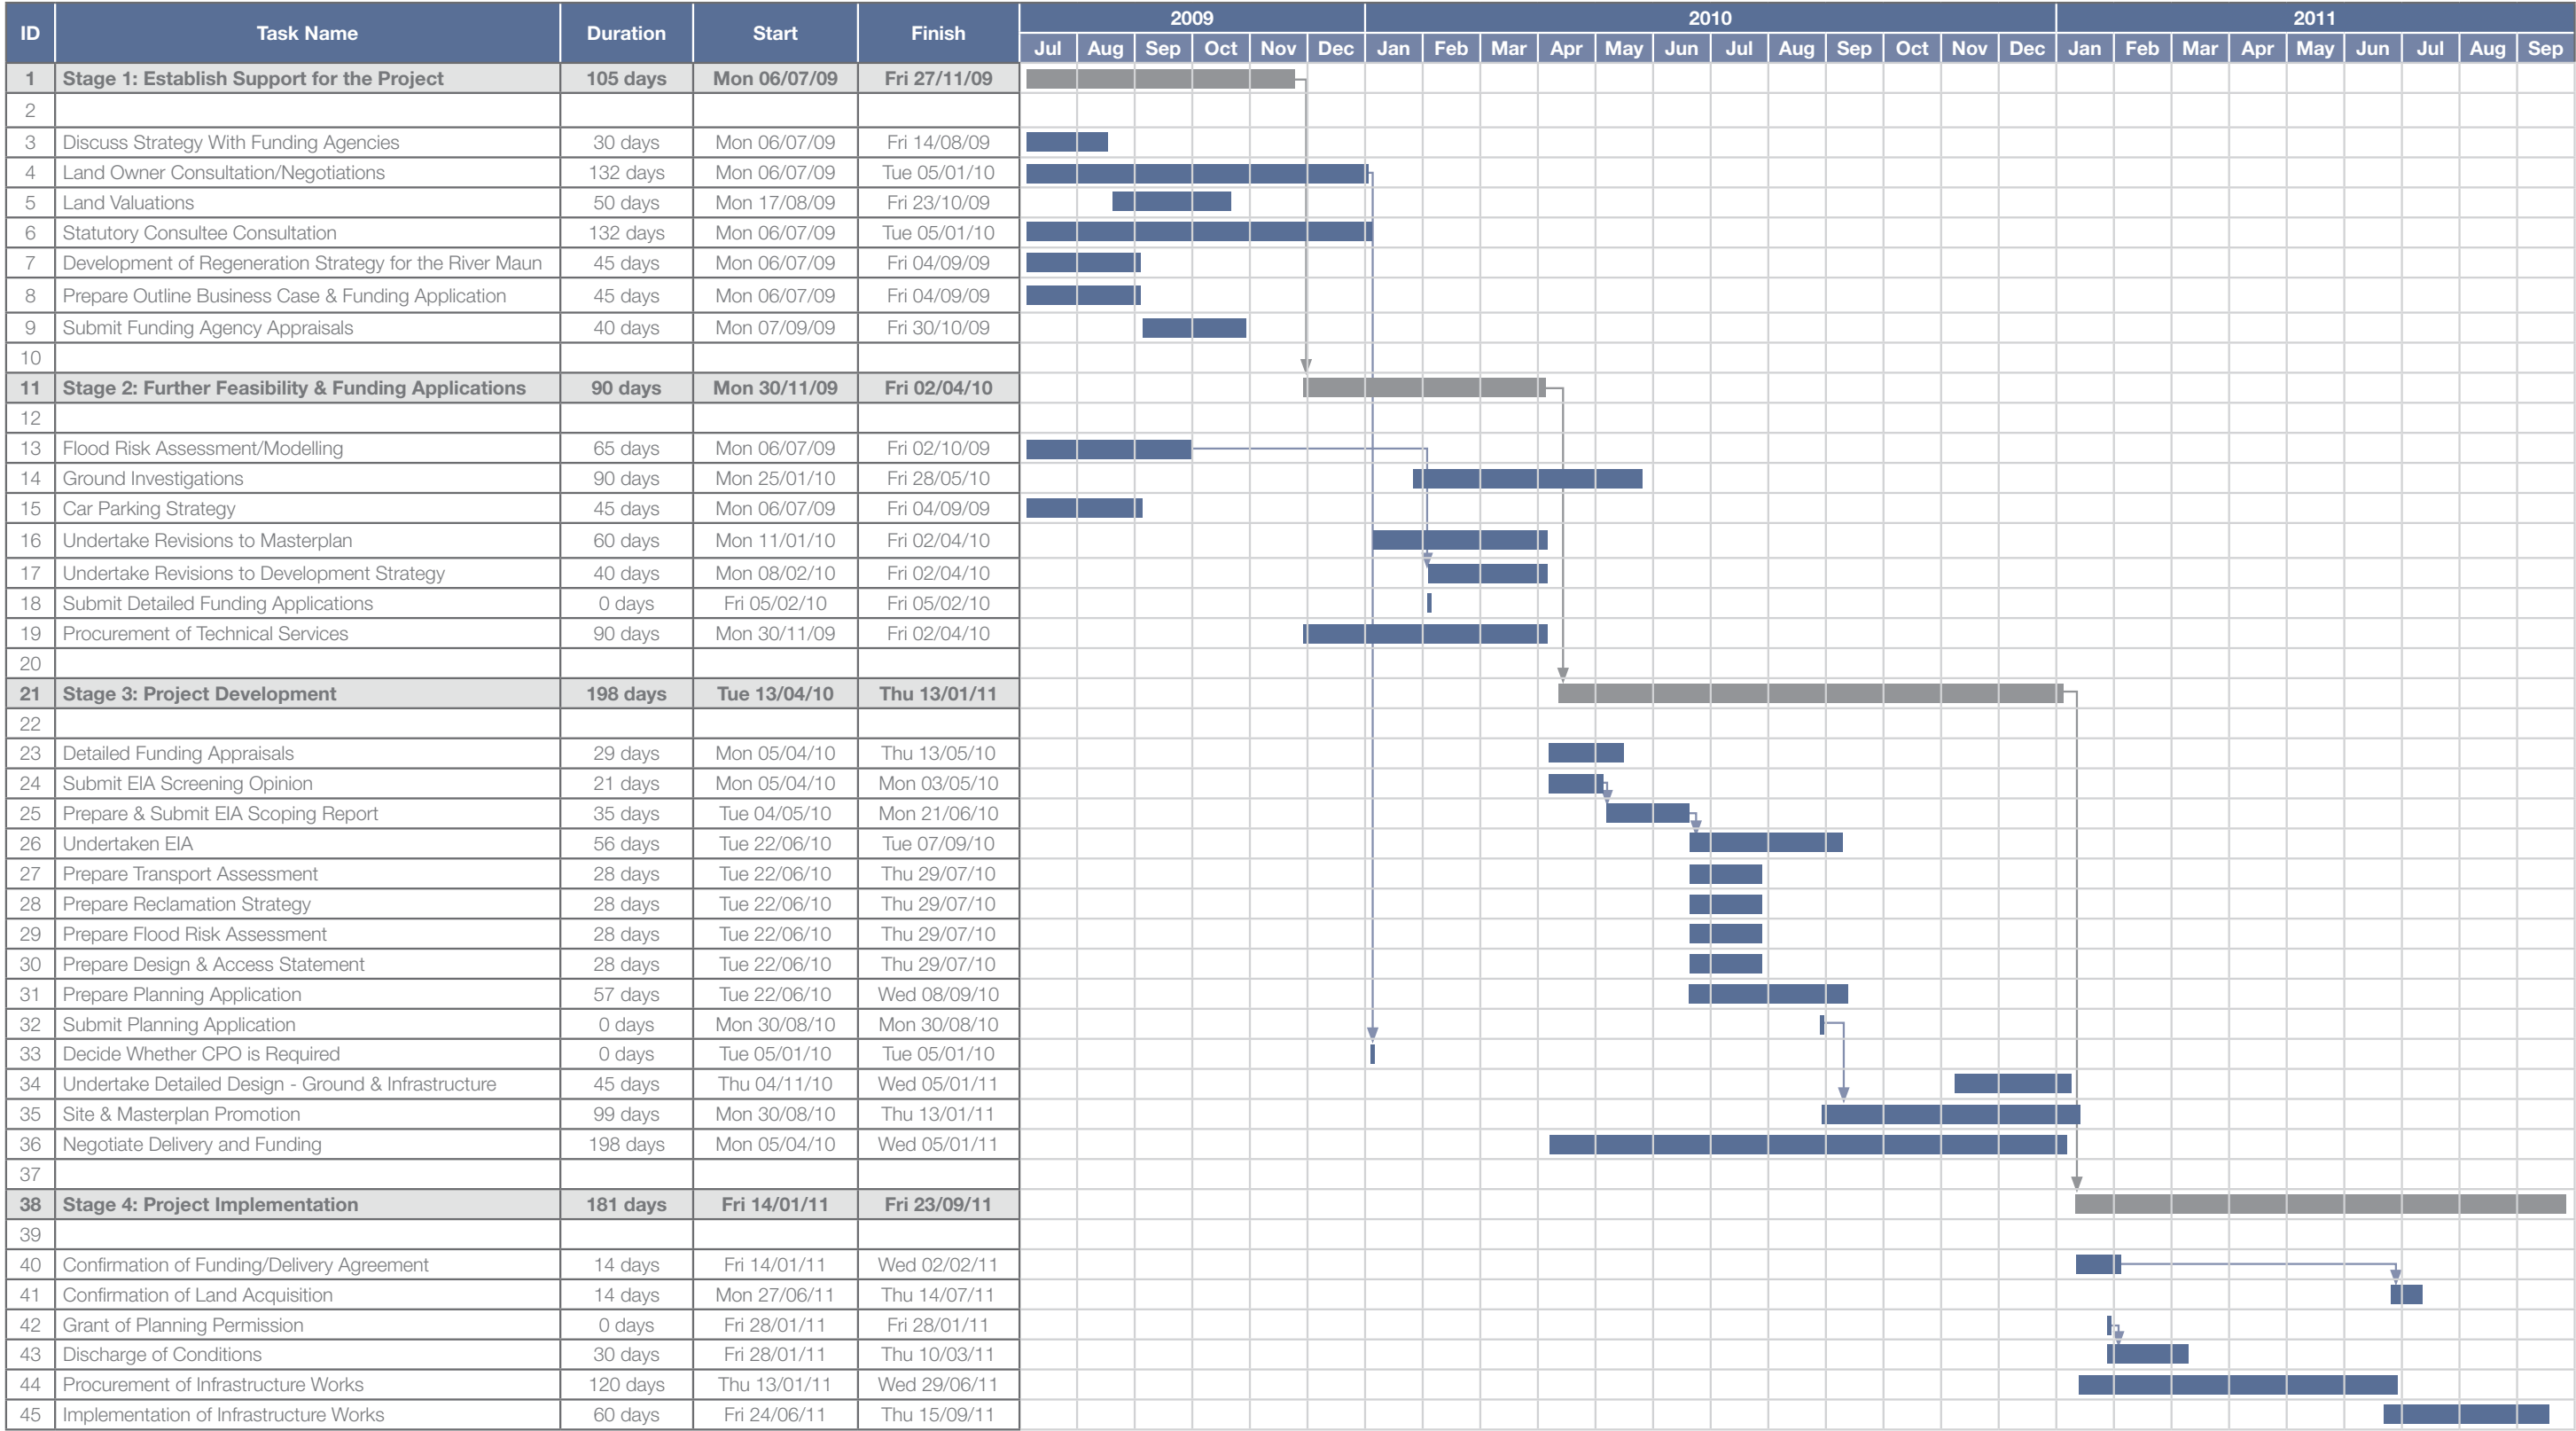 ID Task Name Duration Start Finish 2009 2010 2011
Jul Aug Sep Oct Nov Dec Jan Feb Mar Apr May Jun Jul Aug Sep Oct Nov Dec Jan Feb Mar Apr May Jun Jul Aug Sep
1 Stage 1: Establish Support for the Project 105 days Mon 06/07/09 Fri 27/11/09
2
3 Discuss Strategy With Funding Agencies 30 days Mon 06/07/09 Fri 14/08/09
4 Land Owner Consultation/Negotiations 132 days Mon 06/07/09 Tue 05/01/10
5 Land Valuations 50 days Mon 17/08/09 Fri 23/10/09
6 Statutory Consultee Consultation 132 days Mon 06/07/09 Tue 05/01/10
7 Development of Regeneration Strategy for the River Maun 45 days Mon 06/07/09 Fri 04/09/09
8 Prepare Outline Business Case & Funding Application 45 days Mon 06/07/09 Fri 04/09/09
9 Submit Funding Agency Appraisals 40 days Mon 07/09/09 Fri 30/10/09
10
11 Stage 2: Further Feasibility & Funding Applications 90 days Mon 30/11/09 Fri 02/04/10
12
13 Flood Risk Assessment/Modelling 65 days Mon 06/07/09 Fri 02/10/09
14 Ground Investigations 90 days Mon 25/01/10 Fri 28/05/10
15 Car Parking Strategy 45 days Mon 06/07/09 Fri 04/09/09
16 Undertake Revisions to Masterplan 60 days Mon 11/01/10 Fri 02/04/10
17 Undertake Revisions to Development Strategy 40 days Mon 08/02/10 Fri 02/04/10
18 Submit Detailed Funding Applications 0 days Fri 05/02/10 Fri 05/02/10
19 Procurement of Technical Services 90 days Mon 30/11/09 Fri 02/04/10
20
21 Stage 3: Project Development 198 days Tue 13/04/10 Thu 13/01/11
22
23 Detailed Funding Appraisals 29 days Mon 05/04/10 Thu 13/05/10
24 Submit EIA Screening Opinion 21 days Mon 05/04/10 Mon 03/05/10
25 Prepare & Submit EIA Scoping Report 35 days Tue 04/05/10 Mon 21/06/10
26 Undertaken EIA 56 days Tue 22/06/10 Tue 07/09/10
27 Prepare Transport Assessment 28 days Tue 22/06/10 Thu 29/07/10
28 Prepare Reclamation Strategy 28 days Tue 22/06/10 Thu 29/07/10
29 Prepare Flood Risk Assessment 28 days Tue 22/06/10 Thu 29/07/10
30 Prepare Design & Access Statement 28 days Tue 22/06/10 Thu 29/07/10
31 Prepare Planning Application 57 days Tue 22/06/10 Wed 08/09/10
32 Submit Planning Application 0 days Mon 30/08/10 Mon 30/08/10
33 Decide Whether CPO is Required 0 days Tue 05/01/10 Tue 05/01/10
34 Undertake Detailed Design - Ground & Infrastructure 45 days Thu 04/11/10 Wed 05/01/11
35 Site & Masterplan Promotion 99 days Mon 30/08/10 Thu 13/01/11
36 Negotiate Delivery and Funding 198 days Mon 05/04/10 Wed 05/01/11
37
38 Stage 4: Project Implementation 181 days Fri 14/01/11 Fri 23/09/11
39
40 Confirmation of Funding/Delivery Agreement 14 days Fri 14/01/11 Wed 02/02/11
41 Confirmation of Land Acquisition 14 days Mon 27/06/11 Thu 14/07/11
42 Grant of Planning Permission 0 days Fri 28/01/11 Fri 28/01/11
43 Discharge of Conditions 30 days Fri 28/01/11 Thu 10/03/11
44 Procurement of Infrastructure Works 120 days Thu 13/01/11 Wed 29/06/11
45 Implementation of Infrastructure Works 60 days Fri 24/06/11 Thu 15/09/11